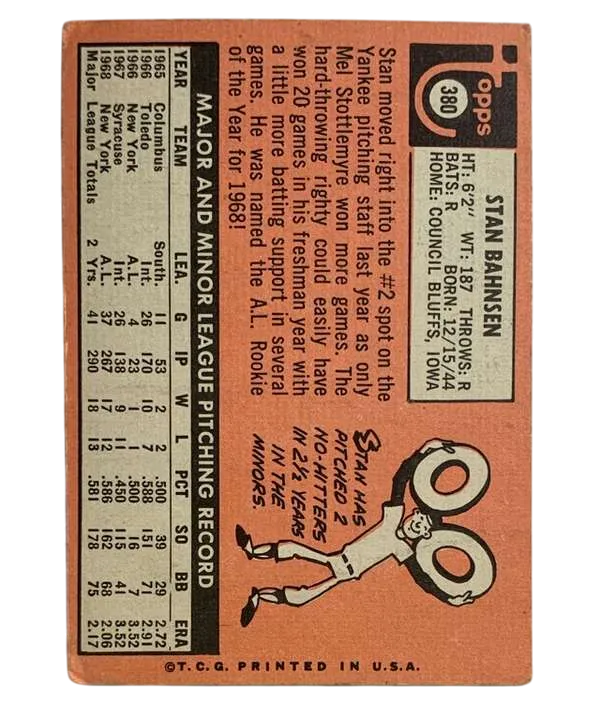 Topps
380
STAN BAHNSEN
HT: 6'2" WT: 187 THROWS: R
BATS: R BORN: 12/15/44
HOME: COUNCIL BLUFFS, IOWA
Stan moved right into the #2 spot on the
Yankee pitching staff last year as only
Mel Stottlemyre won more games. The
hard-throwing righty could easily have
won 20 games in his freshman year with
a little more batting support in several
games. He was named the A.L. Rookie
of the Year for 1968!
STAN HAS
PITCHED 2
NO-HITTERS
IN 2½ YEARS
IN THE
MINORS.
MAJOR AND MINOR LEAGUE PITCHING RECORD
YEAR TEAM LEA. G IP W L PCT SO BB ERA
1965 Columbus South. 11 53 2 2 .500 39 29 2.72
1966 Toledo Int. 26 170 10 7 .588 151 71 2.91
1966 New York A.L. 4 23 1 1 .500 16 7 3.52
1967 Syracuse Int. 26 138 9 11 .450 115 41 3.52
1968 New York A.L. 37 267 17 12 .586 162 68 2.06
Major League Totals 2 Yrs. 41 290 18 13 .581 178 75 2.17
©T.C.G. PRINTED IN U.S.A.